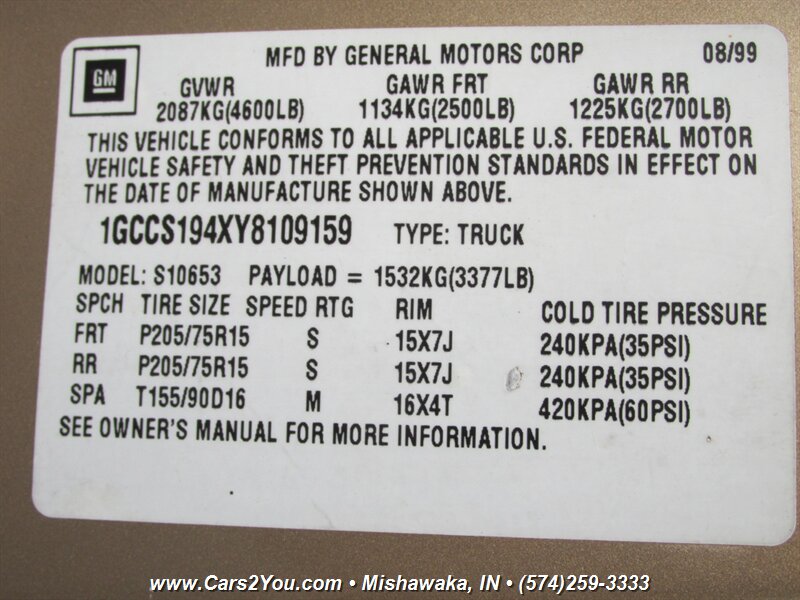 MFD BY GENERAL MOTORS CORP 08/99
GM
GVWR GAWR FRT GAWR RR
2087KG(4600LB) 1134KG(2500LB) 1225KG(2700LB)
THIS VEHICLE CONFORMS TO ALL APPLICABLE U.S. FEDERAL MOTOR
VEHICLE SAFETY AND THEFT PREVENTION STANDARDS IN EFFECT ON
THE DATE OF MANUFACTURE SHOWN ABOVE.
1GCCS194XY8109159 TYPE: TRUCK
MODEL: S10653 PAYLOAD = 1532KG(3377LB)
SPCH TIRE SIZE SPEED RTG RIM COLD TIRE PRESSURE
FRT P205/75R15 S 15X7J 240KPA(35PSI)
RR P205/75R15 S 15X7J 240KPA(35PSI)
SPA T155/90D16 M 16X4T 420KPA(60PSI)
SEE OWNER'S MANUAL FOR MORE INFORMATION.
www.Cars2You.com • Mishawaka, IN • (574)259-3333